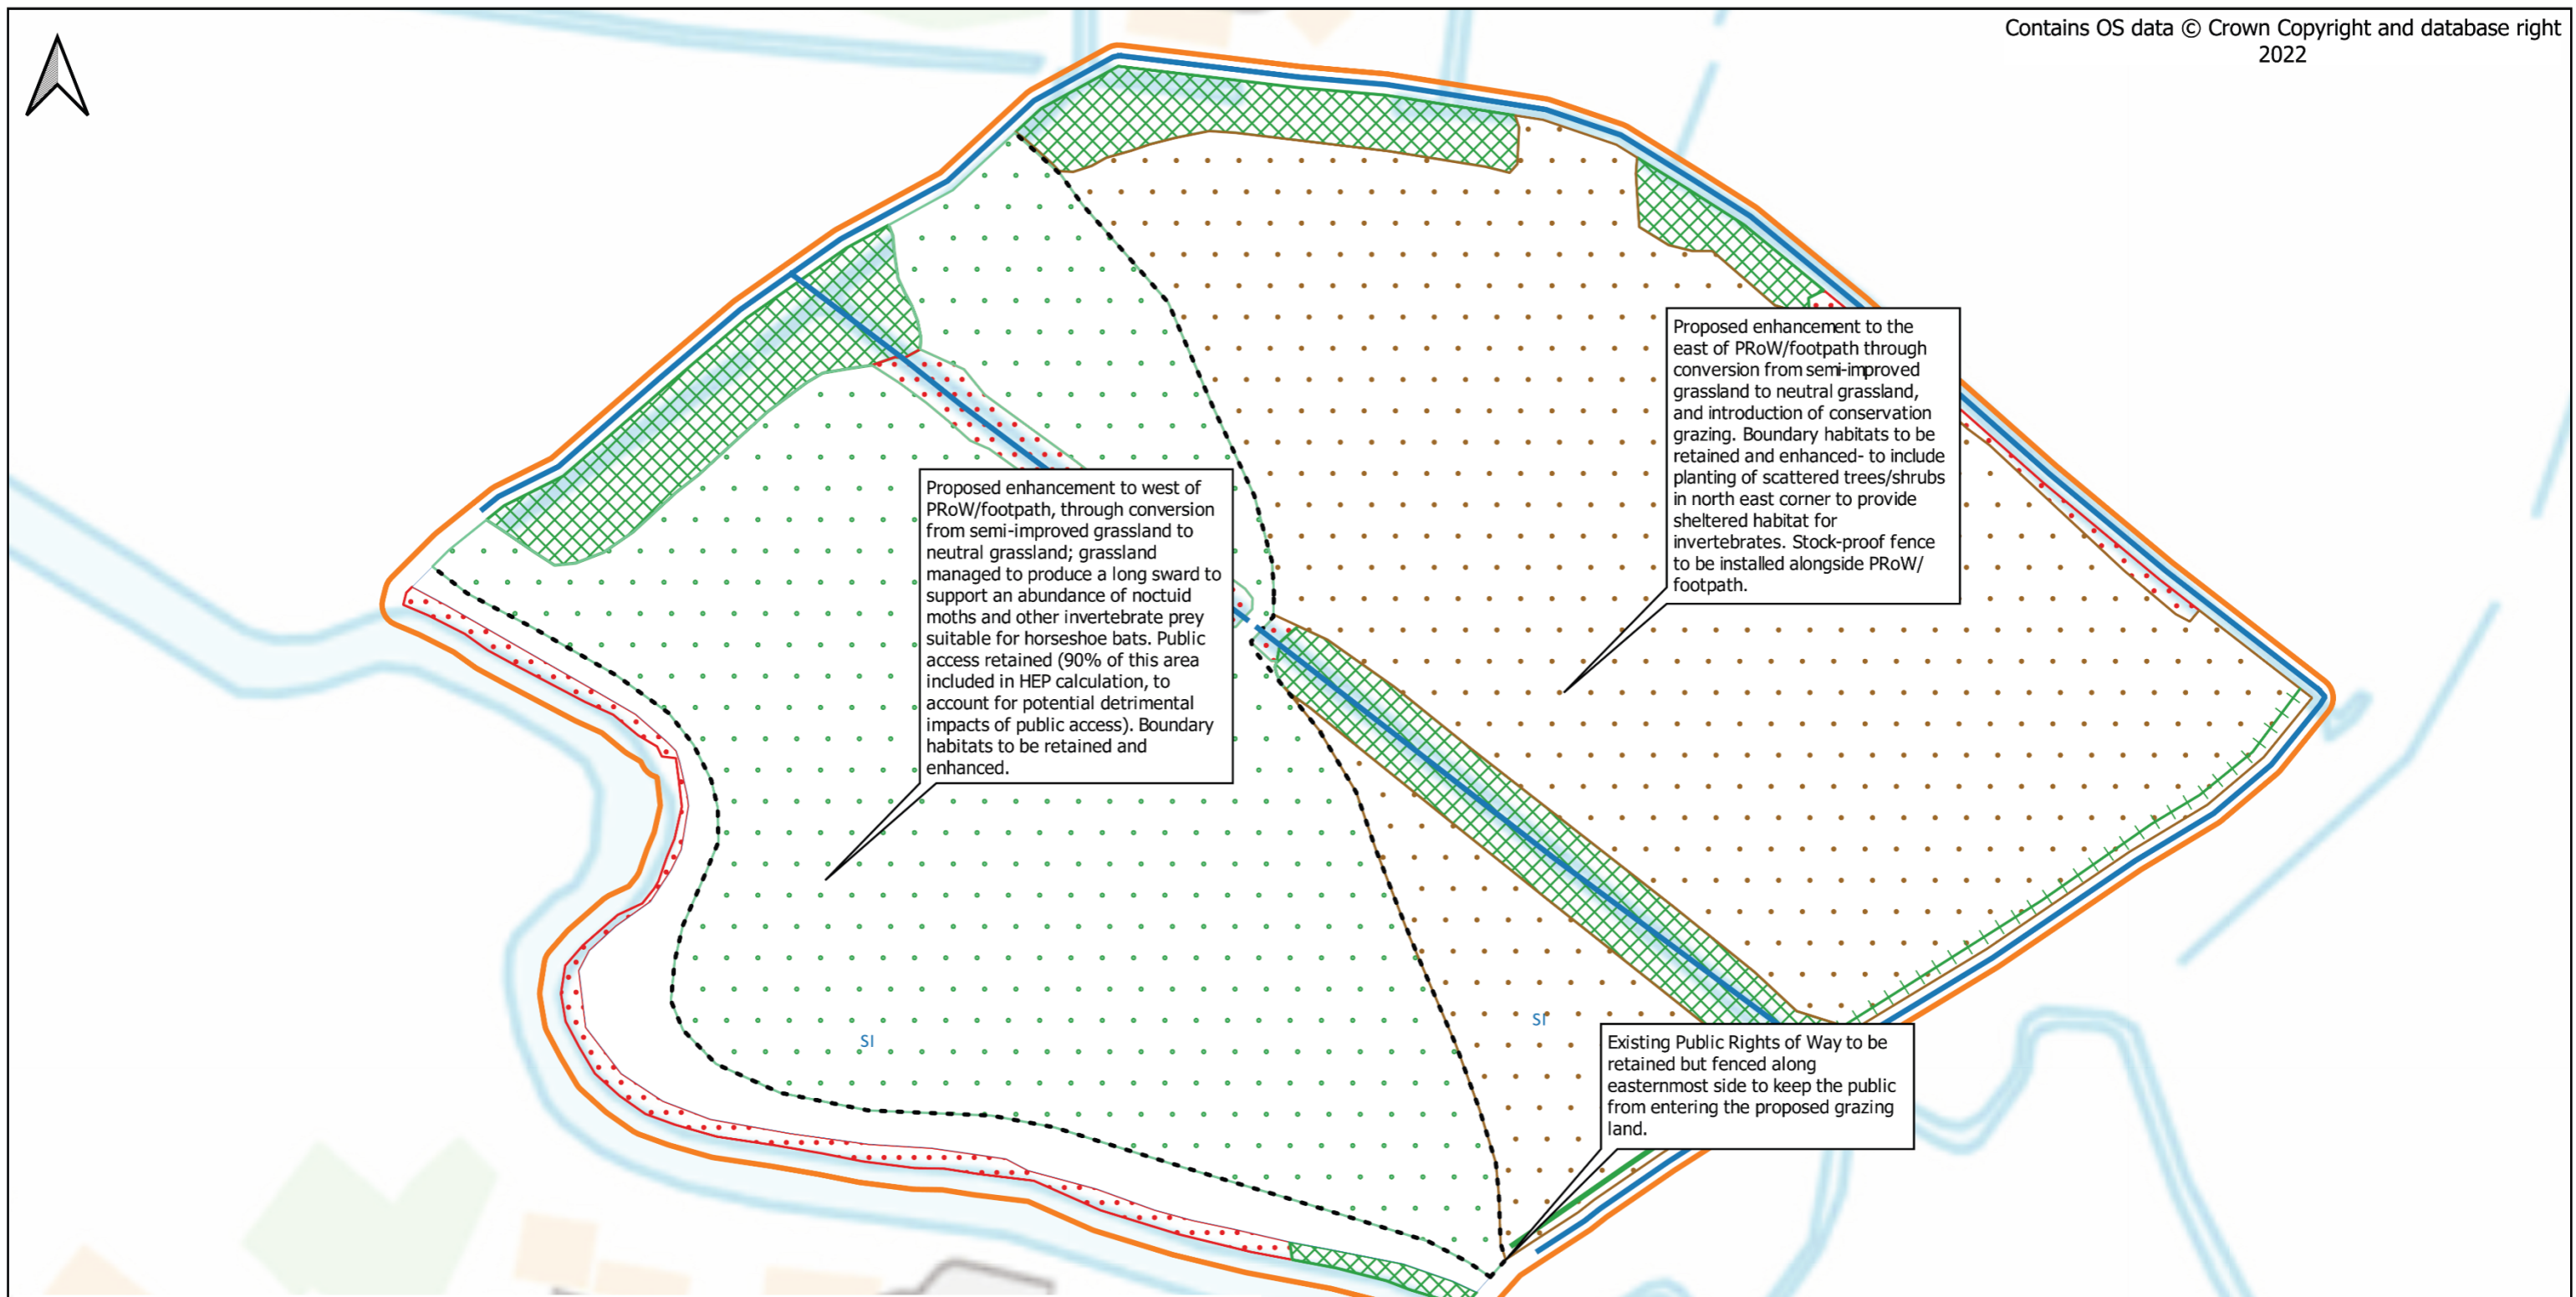 Contains OS data © Crown Copyright and database right
2022
Proposed enhancement to the
east of PRoW/footpath through
conversion from semi-improved
grassland to neutral grassland,
and introduction of conservation
grazing. Boundary habitats to be
retained and enhanced- to include
planting of scattered trees/shrubs
in north east corner to provide
sheltered habitat for
invertebrates. Stock-proof fence
to be installed alongside PRoW/
footpath.
Proposed enhancement to west of
PRoW/footpath, through conversion
from semi-improved grassland to
neutral grassland; grassland
managed to produce a long sward to
support an abundance of noctuid
moths and other invertebrate prey
suitable for horseshoe bats. Public
access retained (90% of this area
included in HEP calculation, to
account for potential detrimental
impacts of public access). Boundary
habitats to be retained and
enhanced.
SI
SI
Existing Public Rights of Way to be
retained but fenced along
easternmost side to keep the public
from entering the proposed grazing
land.